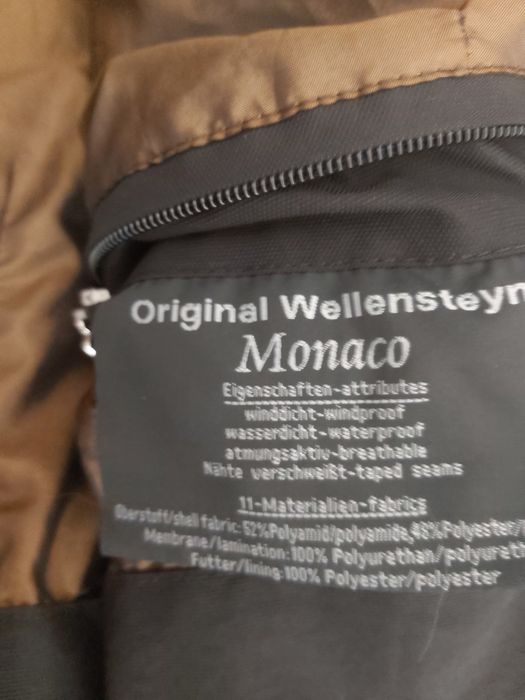 Original Wellensteyn
Monaco
Eigenschaften-attributes
winddicht-windproof
wasserdicht-waterproof
atmungsaktiv-breathable
Nähte verschweißt-taped seams
11-Materialien-fabrics
Oberstoff/shell fabric:52%Polyamid/polyamide,48%Polyester/
Membrane/lamination:100% Polyurethan/polyureth
Futter/lining:100% Polyester/polyester